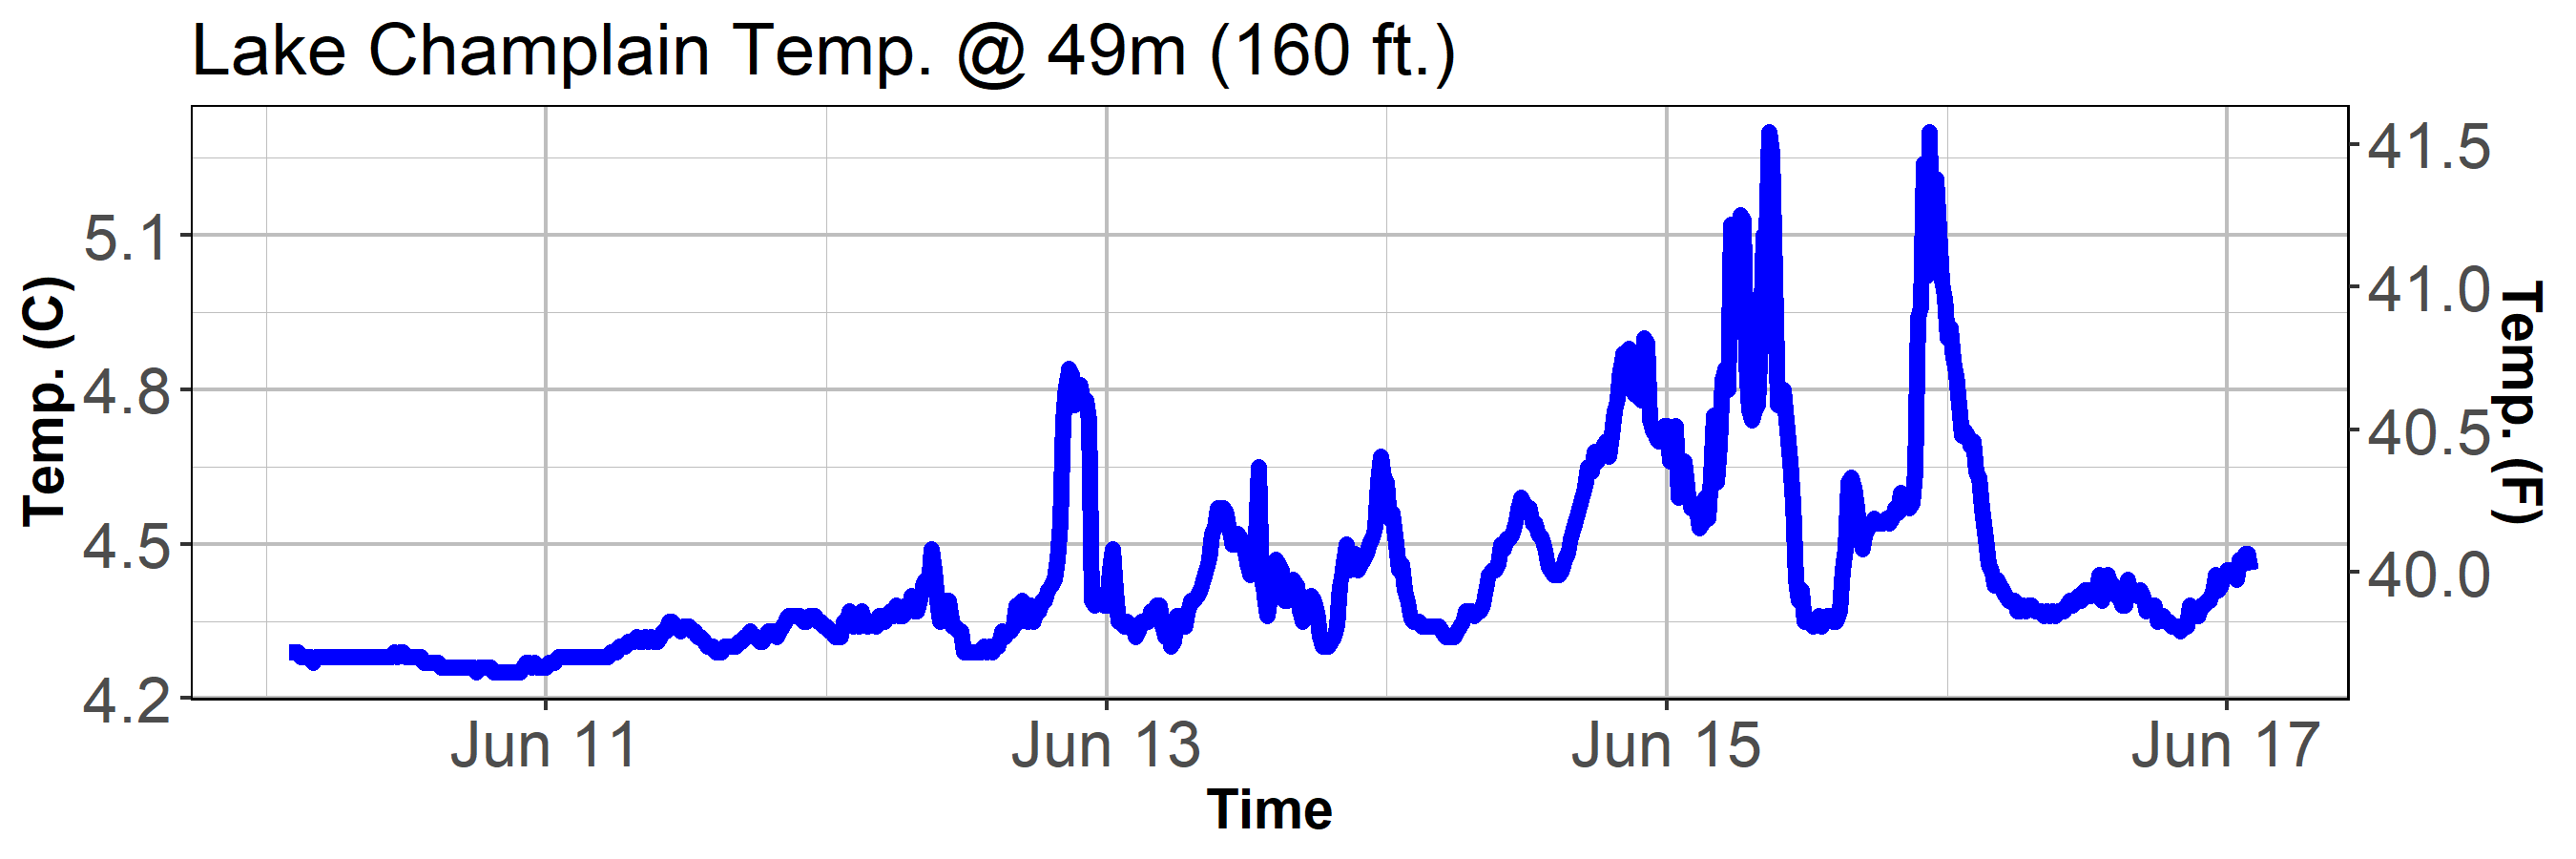 Lake Champlain Temp. @ 49m (160 ft.)
Temp. (C)
5.1
4.8
4.5
4.2
41.5
41.0
40.5
40.0
Temp. (F)
Jun 11 Jun 13 Jun 15 Jun 17
Time